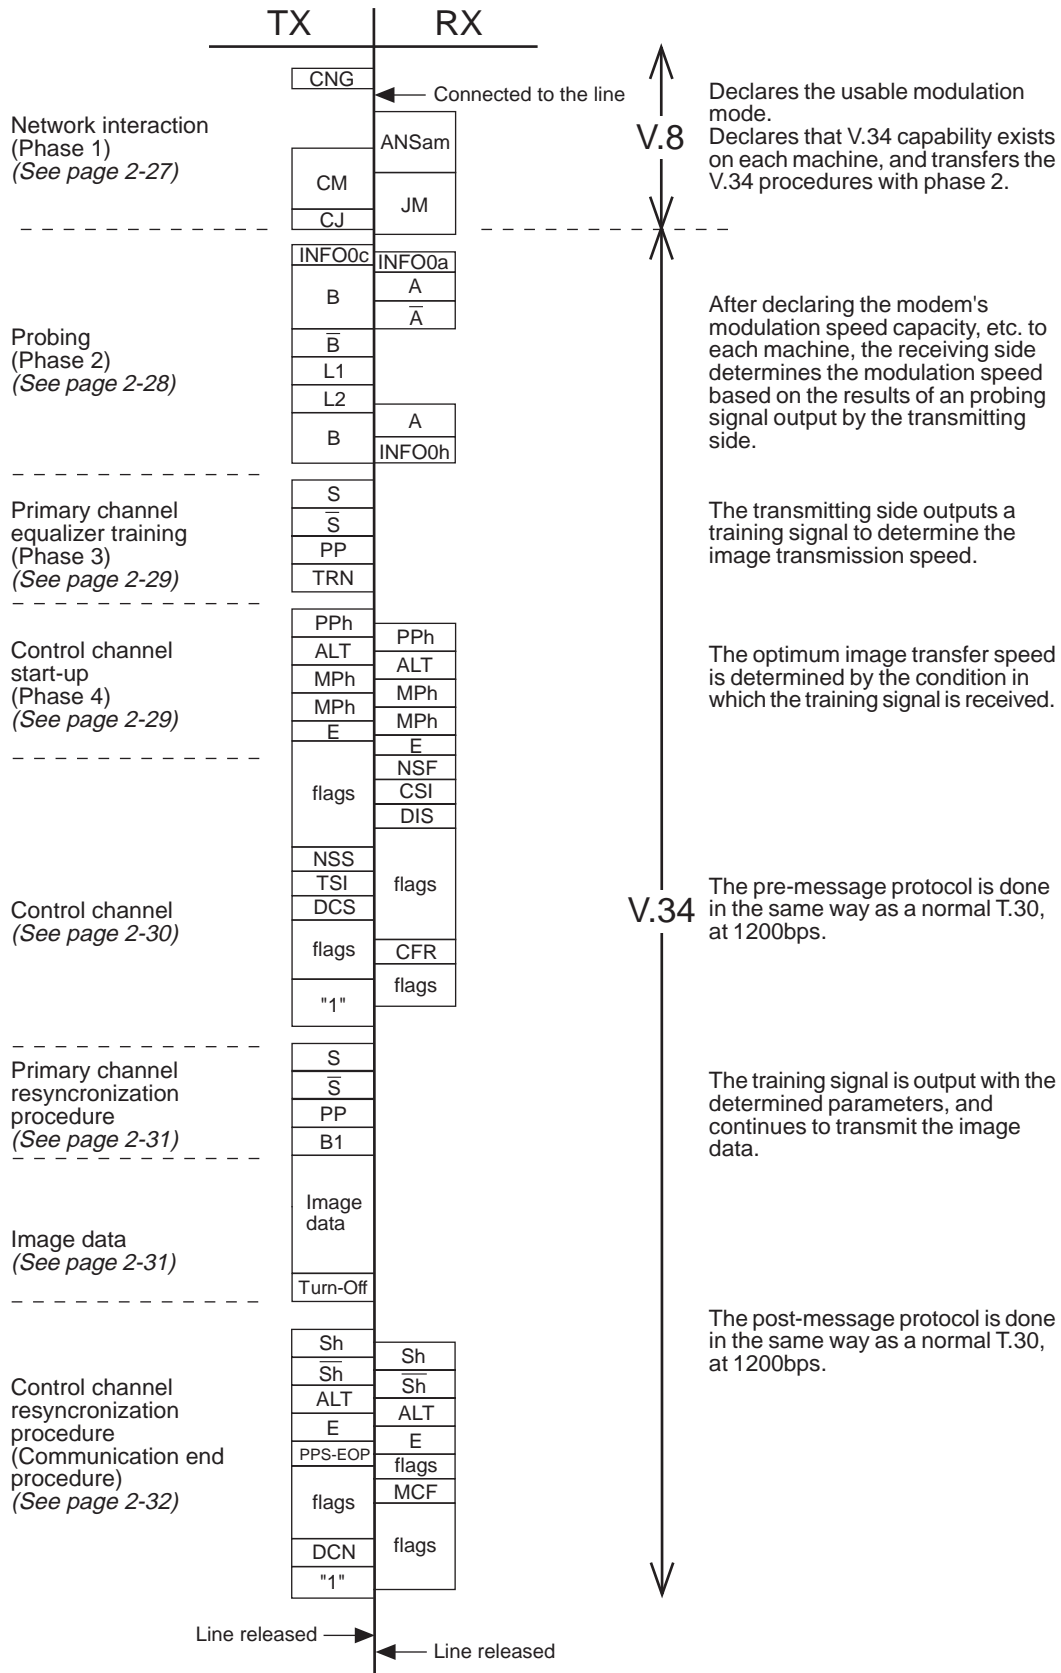 TX RX
CNG
Connected to the line
Network interaction
(Phase 1)
(See page 2-27)
ANSam
CM
JM
CJ
V.8
Declares the usable modulation
mode.
Declares that V.34 capability exists
on each machine, and transfers the
V.34 procedures with phase 2.
INFO0c
INFO0a
B
A
A̅
Probing
(Phase 2)
(See page 2-28)
B̅
L1
L2
B
A
INFO0h
After declaring the modem's
modulation speed capacity, etc. to
each machine, the receiving side
determines the modulation speed
based on the results of an probing
signal output by the transmitting
side.
Primary channel
equalizer training
(Phase 3)
(See page 2-29)
S
S̅
PP
TRN
The transmitting side outputs a
training signal to determine the
image transmission speed.
Control channel
start-up
(Phase 4)
(See page 2-29)
PPh
ALT
MPh
MPh
E
PPh
ALT
MPh
MPh
E
The optimum image transfer speed
is determined by the condition in
which the training signal is received.
Control channel
(See page 2-30)
flags
NSS
TSI
DCS
flags
"1"
NSF
CSI
DIS
flags
CFR
flags
V.34
The pre-message protocol is done
in the same way as a normal T.30,
at 1200bps.
Primary channel
resyncronization
procedure
(See page 2-31)
S
S̅
PP
B1
The training signal is output with the
determined parameters, and
continues to transmit the image
data.
Image data
(See page 2-31)
Image
data
Turn-Off
Control channel
resyncronization
procedure
(Communication end
procedure)
(See page 2-32)
Sh
S̅h̅
ALT
E
PPS-EOP
flags
DCN
"1"
Sh
S̅h̅
ALT
E
flags
MCF
flags
The post-message protocol is done
in the same way as a normal T.30,
at 1200bps.
Line released
Line released